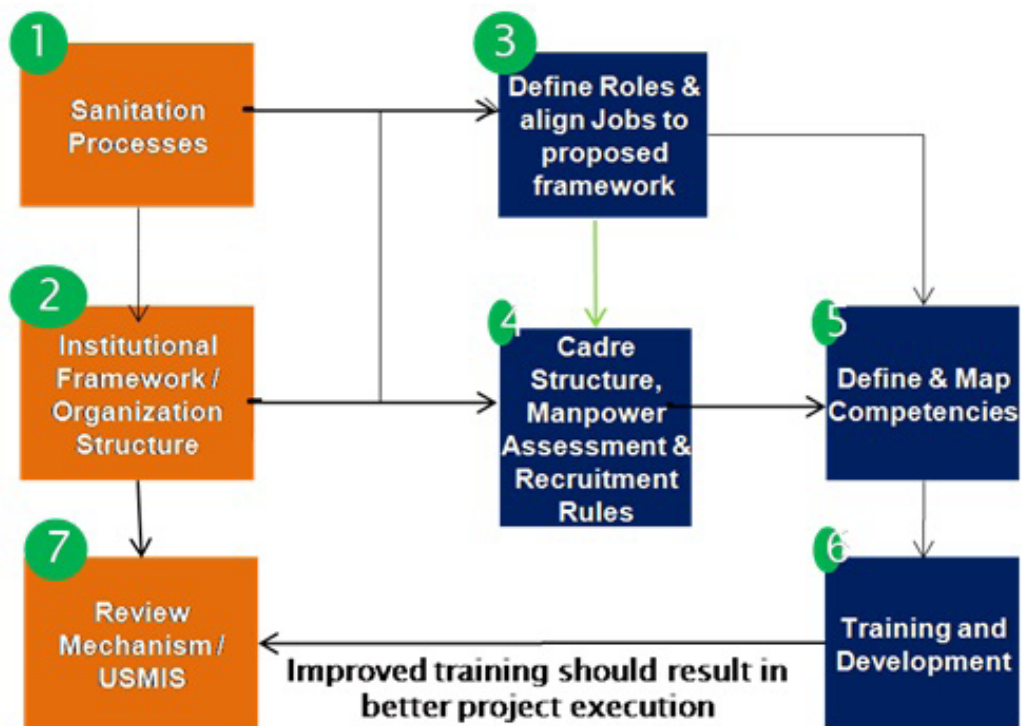 1
Sanitation
Processes
3
Define Roles &
align Jobs to
proposed
framework
2
Institutional
Framework /
Organization
Structure
4
Cadre
Structure,
Manpower
Assessment &
Recruitment
Rules
5
Define & Map
Competencies
7
Review
Mechanism /
USMIS
6
Training and
Development
Improved training should result in
better project execution